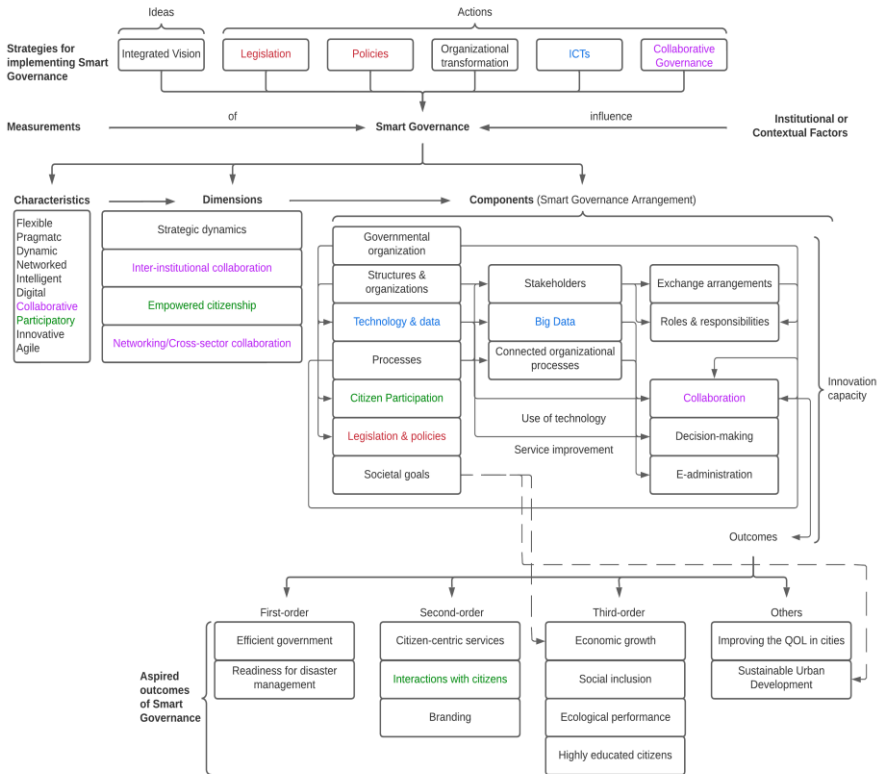 Ideas
Actions
Strategies for
implementing Smart
Governance
Integrated Vision
Legislation
Policies
Organizational
transformation
ICTs
Collaborative
Governance
of
influence
Measurements
Smart Governance
Institutional or
Contextual Factors
Characteristics
Dimensions
Components (Smart Governance Arrangement)
Flexible
Pragmatc
Dynamic
Networked
Intelligent
Digital
Collaborative
Participatory
Innovative
Agile
Strategic dynamics
Inter-institutional collaboration
Empowered citizenship
Networking/Cross-sector collaboration
Governmental
organization
Structures &
organizations
Technology & data
Processes
Citizen Participation
Legislation & policies
Societal goals
Stakeholders
Big Data
Connected organizational
processes
Use of technology
Service improvement
Exchange arrangements
Roles & responsibilities
Collaboration
Decision-making
E-administration
Innovation
capacity
Outcomes
First-order
Second-order
Third-order
Others
Aspired
outcomes
of Smart
Governance
Efficient government
Readiness for disaster
management
Citizen-centric services
Interactions with citizens
Branding
Economic growth
Social inclusion
Ecological performance
Highly educated citizens
Improving the QOL in cities
Sustainable Urban
Development